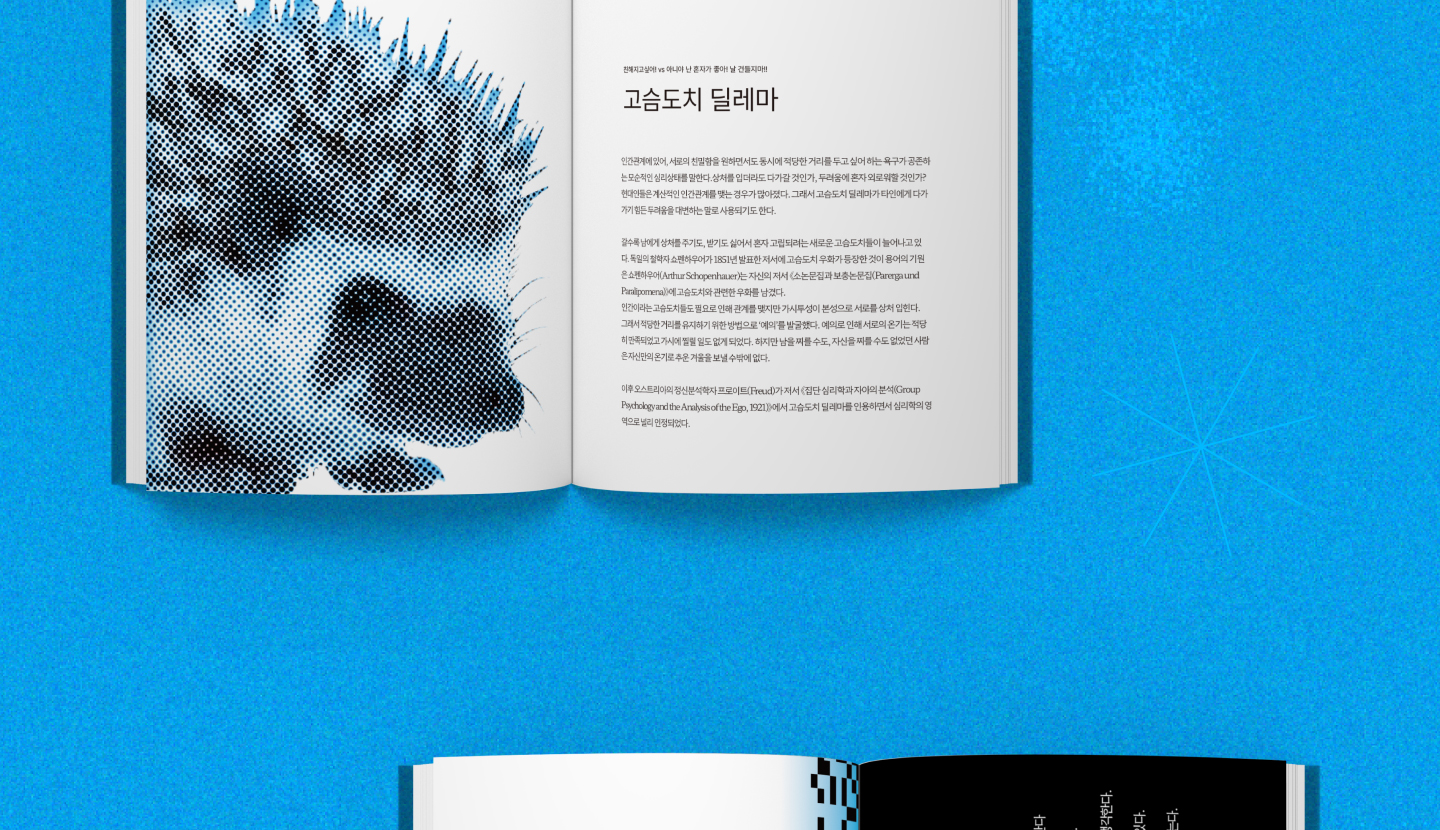 친해지고싶어! vs 아니야 난 혼자가 좋아! 날 건들지마!!
고슴도치 딜레마
인간관계에 있어, 서로의 친밀함을 원하면서도 동시에 적당한 거리를 두고 싶어 하는 욕구가 공존하
는 모순적인 심리상태를 말한다. 상처를 입더라도 다가갈 것인가, 두려움에 혼자 외로워할 것인가?
현대인들은 계산적인 인간관계를 맺는 경우가 많아졌다. 그래서 고슴도치 딜레마가 타인에게 다가
가기 힘든 두려움을 대변하는 말로 사용되기도 한다.
갈수록 남에게 상처를 주기도, 받기도 싫어서 혼자 고립되려는 새로운 고슴도치들이 늘어나고 있
다. 독일의 철학자 쇼펜하우어가 1851년 발표한 저서에 고슴도치 우화가 등장한 것이 용어의 기원
은 쇼펜하우어(Arthur Schopenhauer)는 자신의 저서 《소논문집과 보충논문집(Parerga und
Paralipomena)》에 고슴도치와 관련한 우화를 남겼다.
인간이라는 고슴도치들도 필요로 인해 관계를 맺지만 가시투성이 본성으로 서로를 상처 입힌다.
그래서 적당한 거리를 유지하기 위한 방법으로 '예의'를 발굴했다. 예의로 인해 서로의 온기는 적당
히 만족되었고 가시에 찔릴 일도 없게 되었다. 하지만 남을 찌를 수도, 자신을 찌를 수도 없었던 사람
은 자신만의 온기로 추운 겨울을 보낼 수밖에 없다.
이후 오스트리아의 정신분석학자 프로이트(Freud)가 저서 《집단 심리학과 자아의 분석(Group
Psychology and the Analysis of the Ego, 1921)》에서 고슴도치 딜레마를 인용하면서 심리학의 영
역으로 널리 인정되었다.